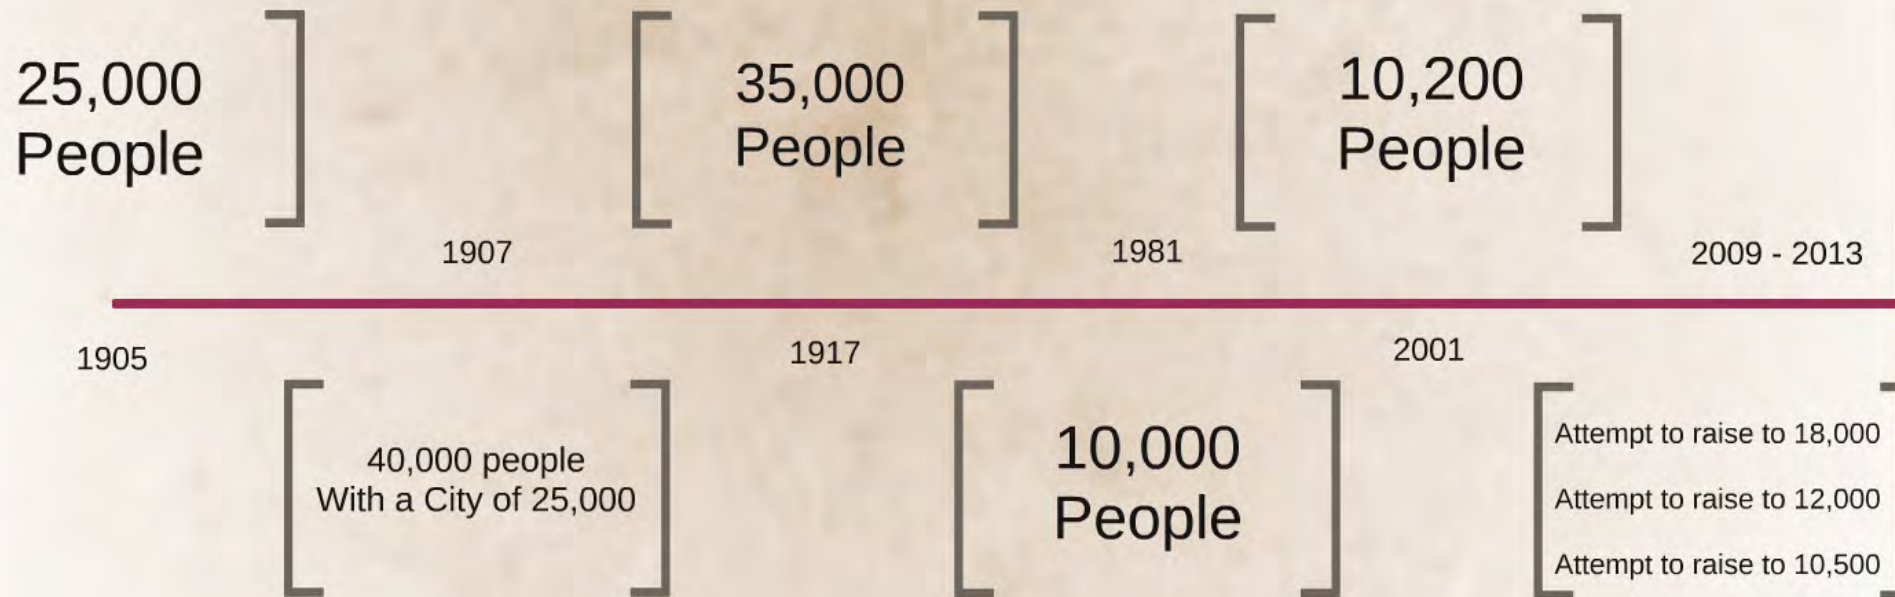 25,000
People
35,000
People
10,200
People
1907
1981
2009 - 2013
1905
1917
2001
40,000 people
With a City of 25,000
10,000
People
Attempt to raise to 18,000
Attempt to raise to 12,000
Attempt to raise to 10,500